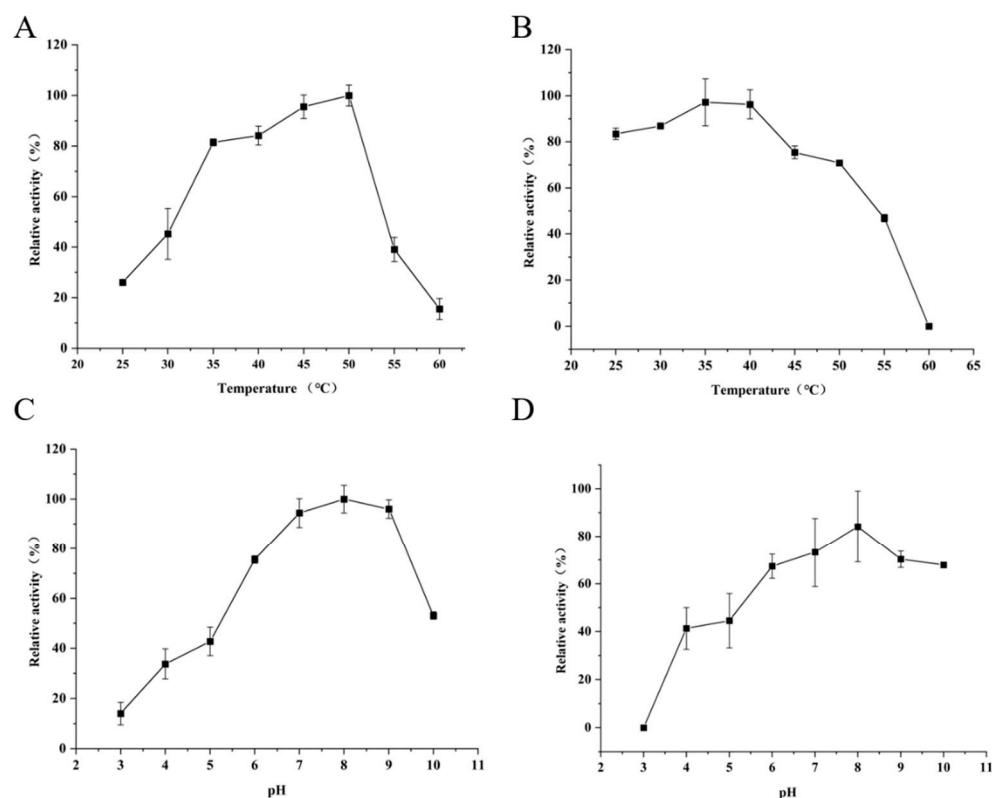 A
Relative activity（%）
120
100
80
60
40
20
0
20 25 30 35 40 45 50 55 60
Temperature （°C）
B
Relative activity（%）
120
100
80
60
40
20
0
20 25 30 35 40 45 50 55 60 65
Temperature（°C）
C
Relative activity（%）
120
100
80
60
40
20
0
2 3 4 5 6 7 8 9 10 11
pH
D
Relative activity（%）
100
80
60
40
20
0
2 3 4 5 6 7 8 9 10 11
pH